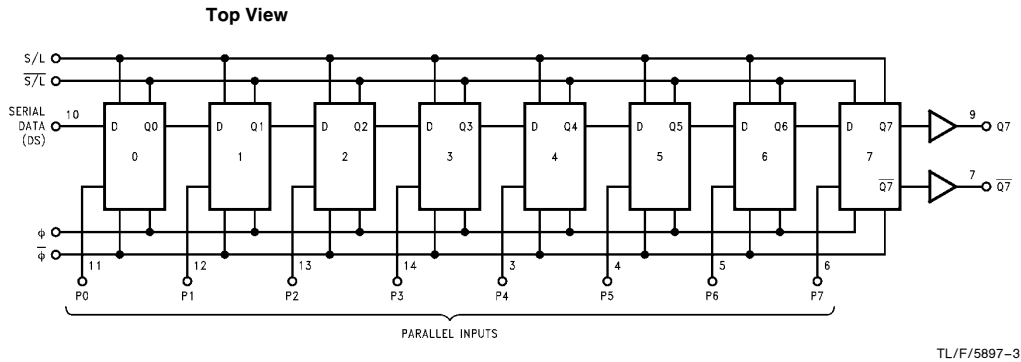 Top View
S/L
S/L
SERIAL DATA (DS)
10
D Q0
0
D Q1
1
D Q2
2
D Q3
3
D Q4
4
D Q5
5
D Q6
6
D Q7
7
Q7
9
Q7
7
Q7
ϕ
ϕ
11
12
13
14
3
4
5
6
P0
P1
P2
P3
P4
P5
P6
P7
PARALLEL INPUTS
TL/F/5897–3